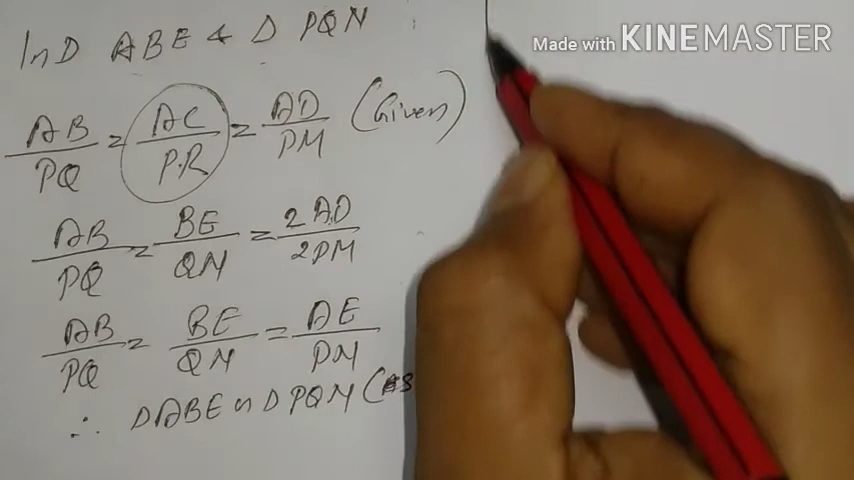 Made with KINEMASTER
In Δ ABE & Δ PQN
AB/PQ = AC/PR = AD/PM (Given)
AB/PQ = BE/QN = 2AD/2PM
AB/PQ = BE/QN = AE/PN
∴ ΔABE ~ ΔPQN (